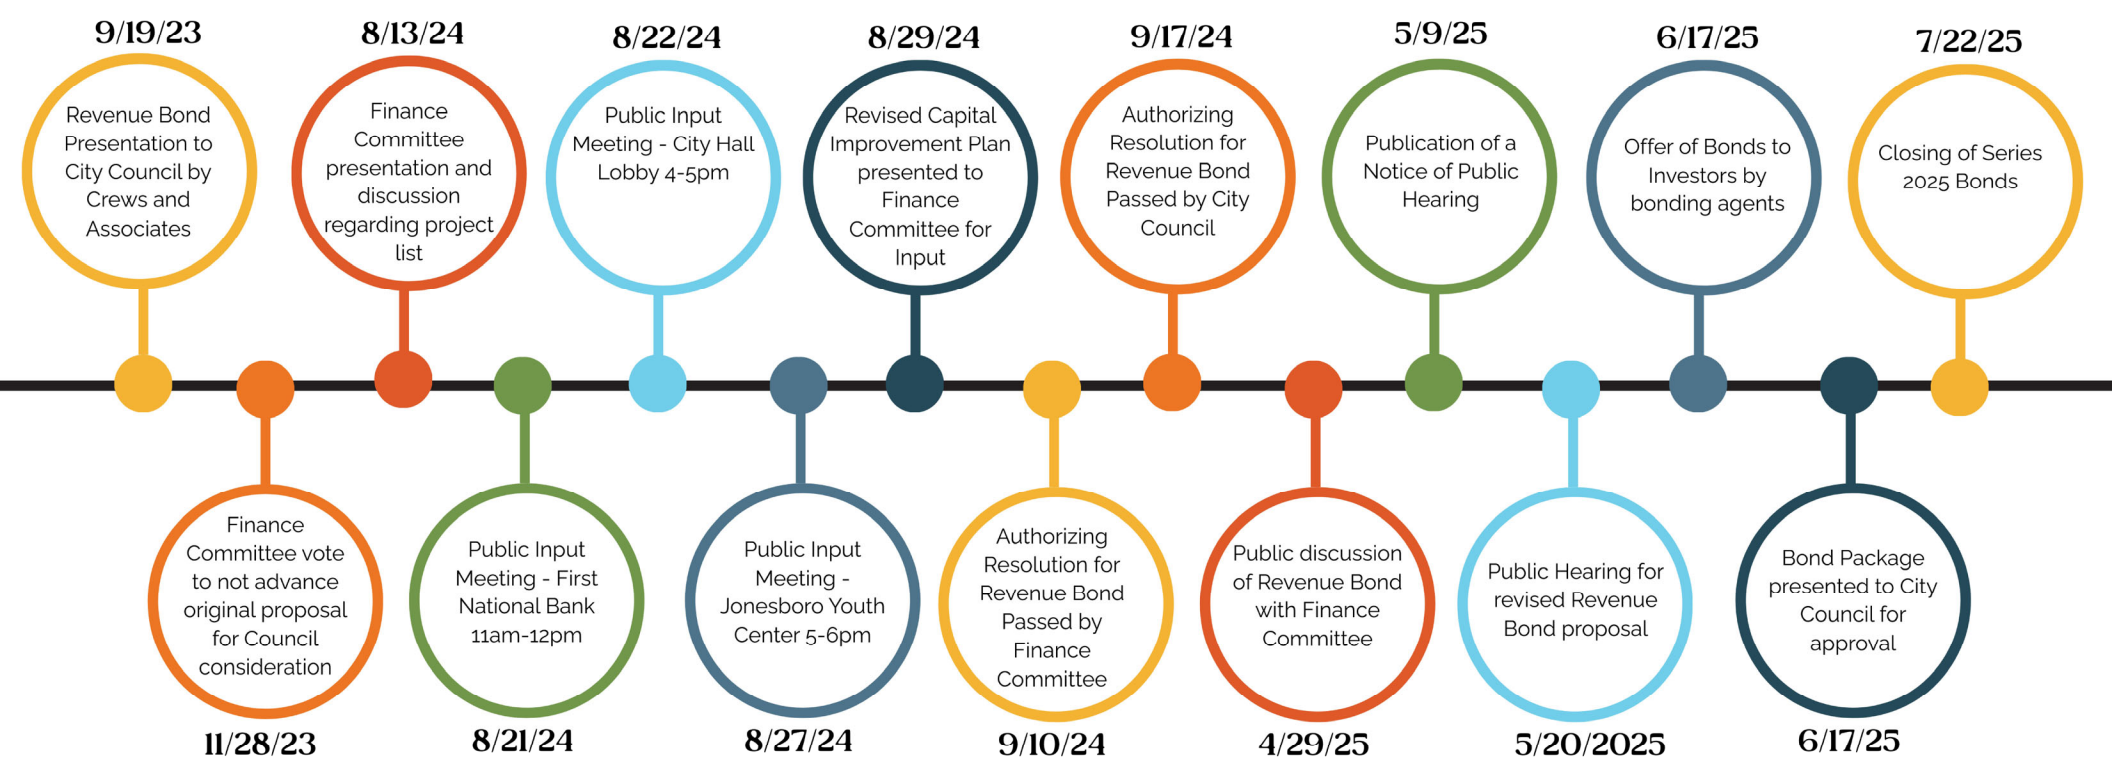 9/19/23
Revenue Bond
Presentation to
City Council by
Crews and
Associates
Finance
Committee vote
to not advance
original proposal
for Council
consideration
11/28/23
8/13/24
Finance
Committee
presentation and
discussion
regarding project
list
Public Input
Meeting - First
National Bank
11am-12pm
8/21/24
8/22/24
Public Input
Meeting - City Hall
Lobby 4-5pm
Public Input
Meeting -
Jonesboro Youth
Center 5-6pm
8/27/24
8/29/24
Revised Capital
Improvement Plan
presented to
Finance
Committee for
Input
Authorizing
Resolution for
Revenue Bond
Passed by
Finance
Committee
9/10/24
9/17/24
Authorizing
Resolution for
Revenue Bond
Passed by City
Council
Public discussion
of Revenue Bond
with Finance
Committee
4/29/25
5/9/25
Publication of a
Notice of Public
Hearing
Public Hearing for
revised Revenue
Bond proposal
5/20/2025
6/17/25
Offer of Bonds to
Investors by
bonding agents
Bond Package
presented to City
Council for
approval
6/17/25
7/22/25
Closing of Series
2025 Bonds